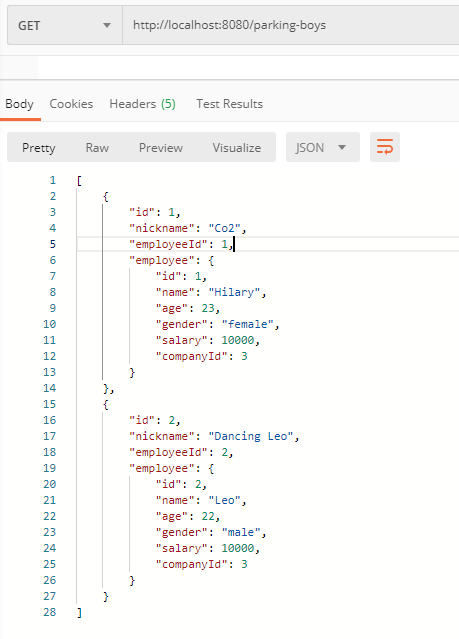 GET http://localhost:8080/parking-boys
Body Cookies Headers (5) Test Results
Pretty Raw Preview Visualize JSON
1 [
2 {
3 "id": 1,
4 "nickname": "Co2",
5 "employeeId": 1,
6 "employee": {
7 "id": 1,
8 "name": "Hilary",
9 "age": 23,
10 "gender": "female",
11 "salary": 10000,
12 "companyId": 3
13 }
14 },
15 {
16 "id": 2,
17 "nickname": "Dancing Leo",
18 "employeeId": 2,
19 "employee": {
20 "id": 2,
21 "name": "Leo",
22 "age": 22,
23 "gender": "male",
24 "salary": 10000,
25 "companyId": 3
26 }
27 }
28 ]